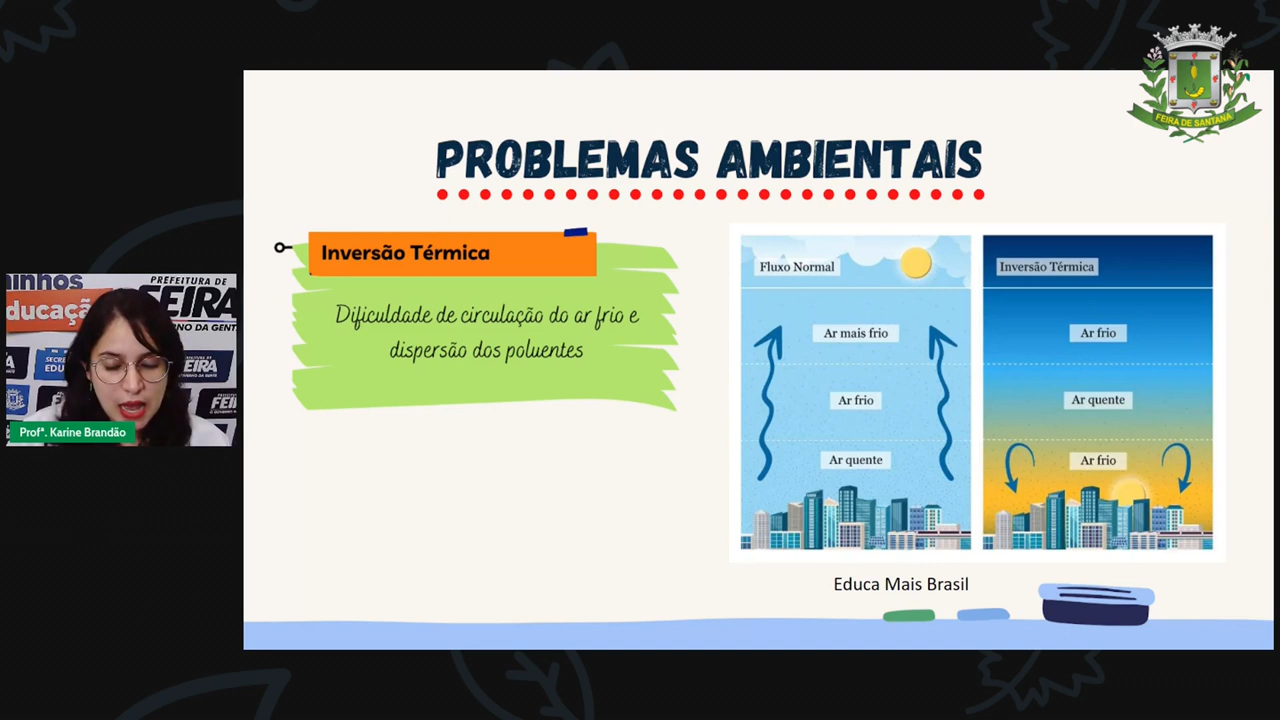 FEIRA DE SANTANA
PROBLEMAS AMBIENTAIS
Inversão Térmica
Dificuldade de circulação do ar frio e
dispersão dos poluentes
Fluxo Normal
Ar mais frio
Ar frio
Ar quente
Inversão Térmica
Ar frio
Ar quente
Ar frio
Educa Mais Brasil
PREFEITURA DE
FEIRA
Profª. Karine Brandão